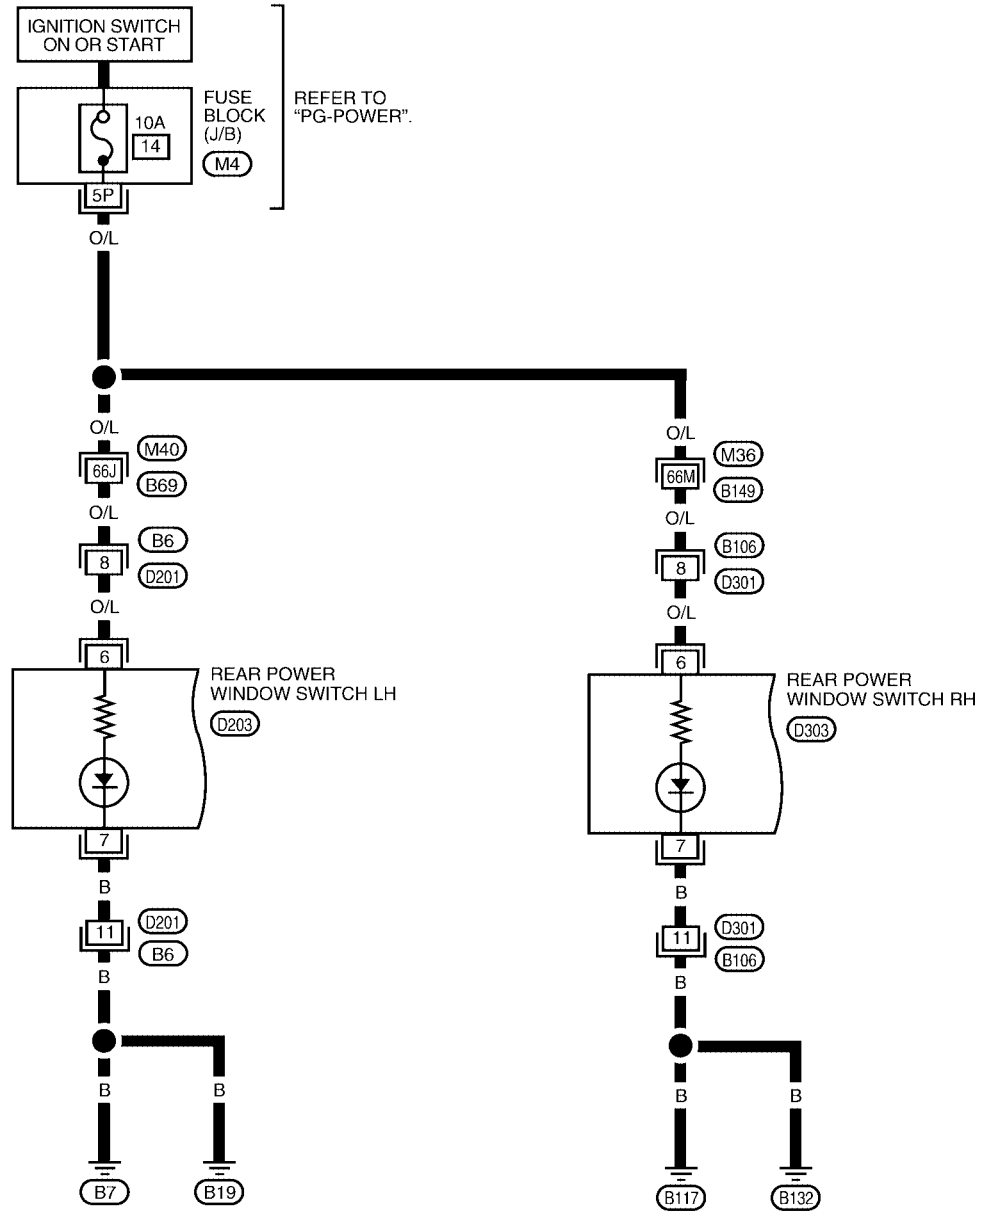 IGNITION SWITCH
ON OR START
FUSE
BLOCK
(J/B)
M4
10A
14
REFER TO
"PG-POWER".
5P
O/L
O/L
M40
66J
B69
O/L
B6
8
D201
O/L
6
REAR POWER
WINDOW SWITCH LH
D203
7
B
D201
11
B6
B
B
B
B7
B19
O/L
M36
66M
B149
O/L
B106
8
D301
O/L
6
REAR POWER
WINDOW SWITCH RH
D303
7
B
D301
11
B106
B
B
B
B117
B132